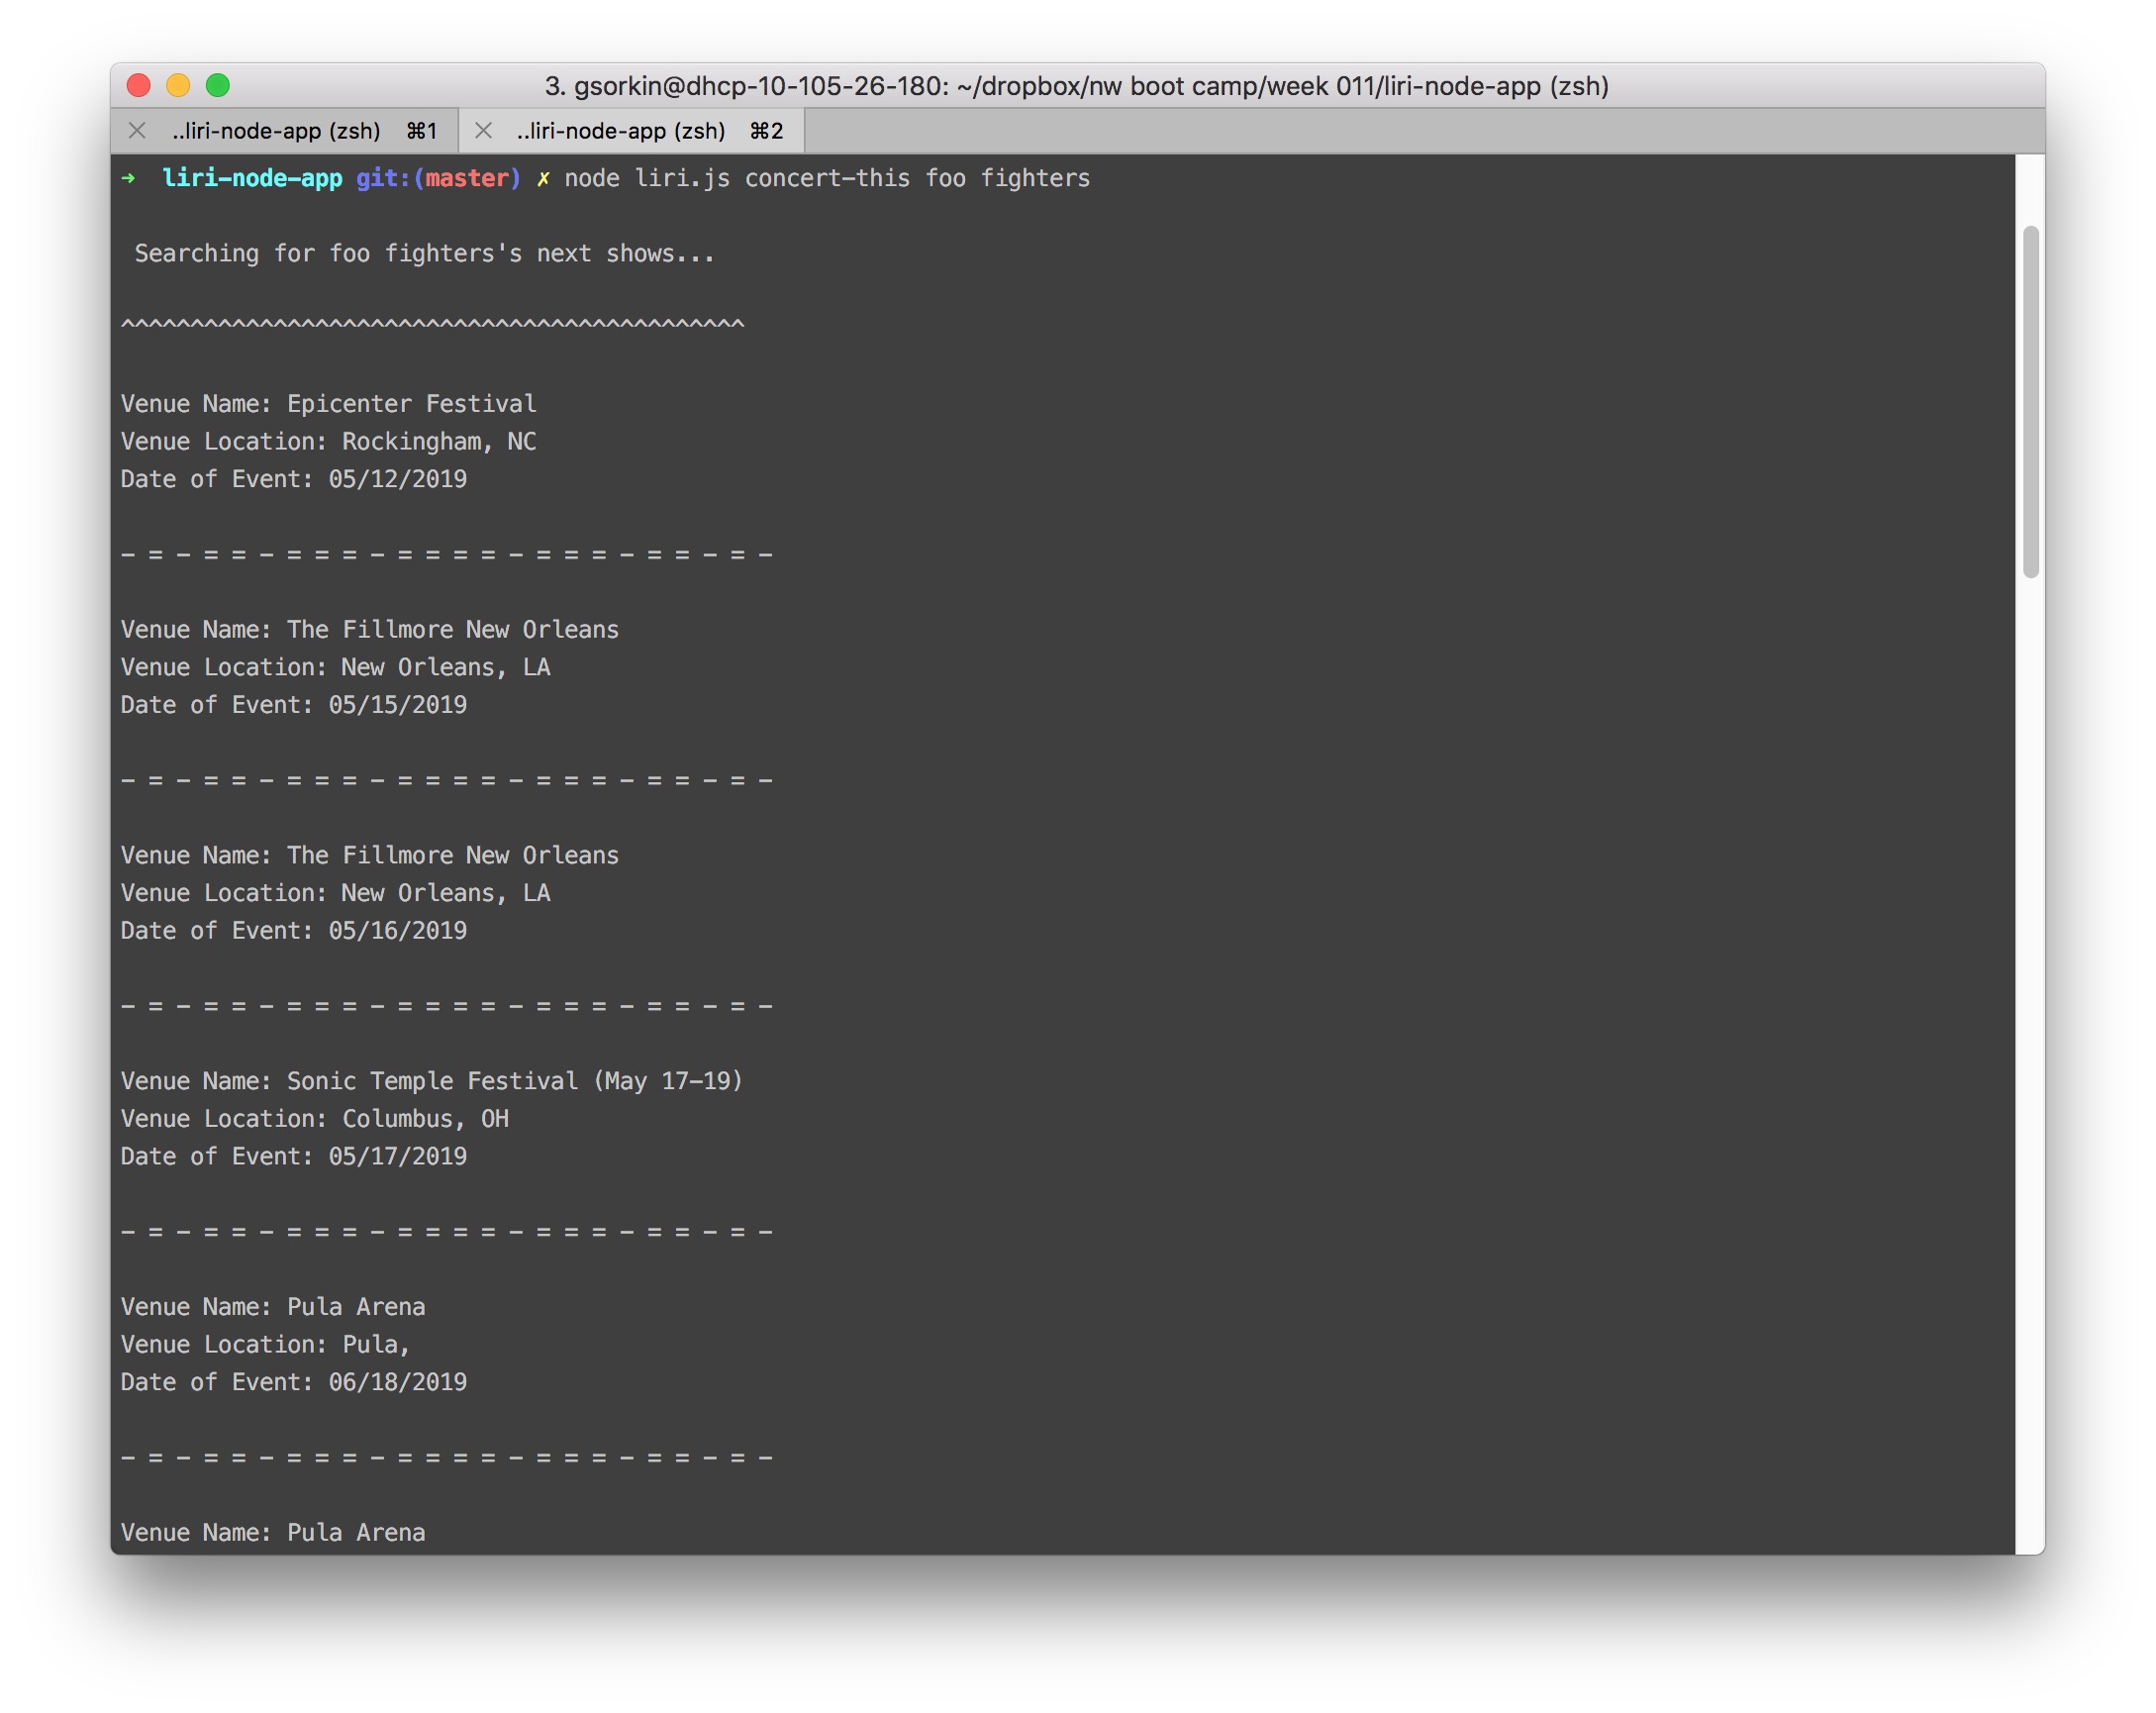 3. gsorkin@dhcp-10-105-26-180: ~/dropbox/nw boot camp/week 011/liri-node-app (zsh)
..liri-node-app (zsh) ⌘1 ..liri-node-app (zsh) ⌘2
➜ liri-node-app git:(master) ✗ node liri.js concert-this foo fighters
Searching for foo fighters's next shows...
^^^^^^^^^^^^^^^^^^^^^^^^^^^^^^^^^^^^^^^^^^^^^
Venue Name: Epicenter Festival
Venue Location: Rockingham, NC
Date of Event: 05/12/2019
- = - = = - = = = - = = = = - = = = - = = - = -
Venue Name: The Fillmore New Orleans
Venue Location: New Orleans, LA
Date of Event: 05/15/2019
- = - = = - = = = - = = = = - = = = - = = - = -
Venue Name: The Fillmore New Orleans
Venue Location: New Orleans, LA
Date of Event: 05/16/2019
- = - = = - = = = - = = = = - = = = - = = - = -
Venue Name: Sonic Temple Festival (May 17-19)
Venue Location: Columbus, OH
Date of Event: 05/17/2019
- = - = = - = = = - = = = = - = = = - = = - = -
Venue Name: Pula Arena
Venue Location: Pula,
Date of Event: 06/18/2019
- = - = = - = = = - = = = = - = = = - = = - = -
Venue Name: Pula Arena